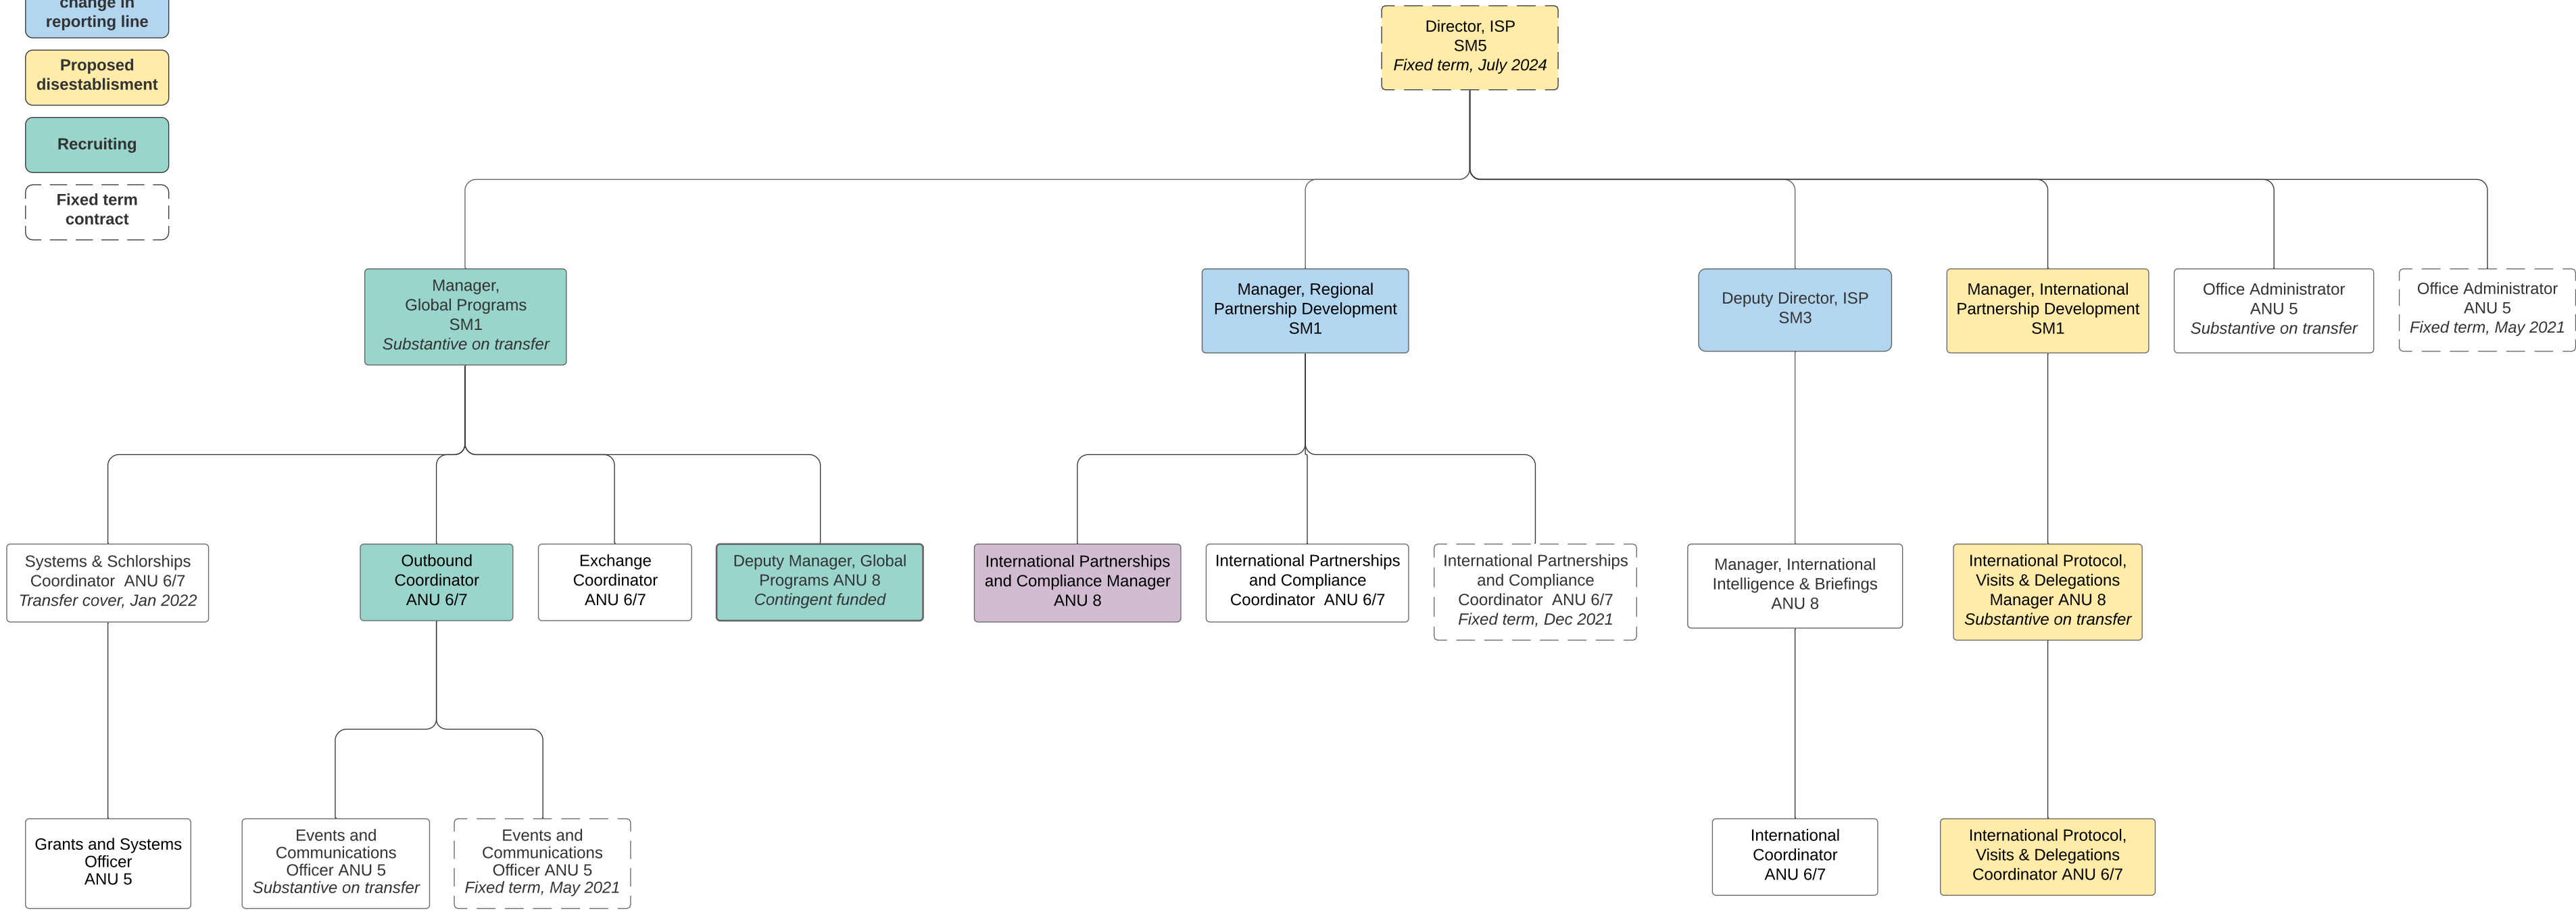 change in
reporting line
Proposed
disestablisment
Recruiting
Fixed term
contract
Director, ISP
SM5
Fixed term, July 2024
Manager,
Global Programs
SM1
Substantive on transfer
Manager, Regional
Partnership Development
SM1
Deputy Director, ISP
SM3
Manager, International
Partnership Development
SM1
Office Administrator
ANU 5
Substantive on transfer
Office Administrator
ANU 5
Fixed term, May 2021
Systems & Schlorships
Coordinator  ANU 6/7
Transfer cover, Jan 2022
Outbound
Coordinator
ANU 6/7
Exchange
Coordinator
ANU 6/7
Deputy Manager, Global
Programs ANU 8
Contingent funded
International Partnerships
and Compliance Manager
ANU 8
International Partnerships
and Compliance
Coordinator  ANU 6/7
International Partnerships
and Compliance
Coordinator  ANU 6/7
Fixed term, Dec 2021
Manager, International
Intelligence & Briefings
ANU 8
International Protocol,
Visits & Delegations
Manager ANU 8
Substantive on transfer
Grants and Systems
Officer
ANU 5
Events and
Communications
Officer ANU 5
Substantive on transfer
Events and
Communications
Officer ANU 5
Fixed term, May 2021
International
Coordinator
ANU 6/7
International Protocol,
Visits & Delegations
Coordinator ANU 6/7